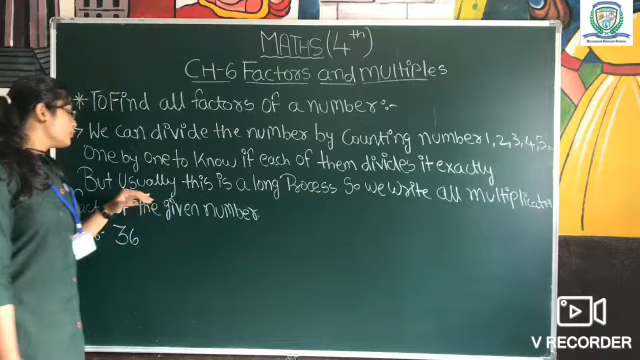 MATHS (4th)
CH-6 Factors and multiples
* To Find all factors of a number:-
We can divide the number by Counting number 1, 2, 3, 4, 5..
One by one to know if each of them divides it exactly
But Usually this is a long Process So we write all multiplication
the given number
36
V RECORDER